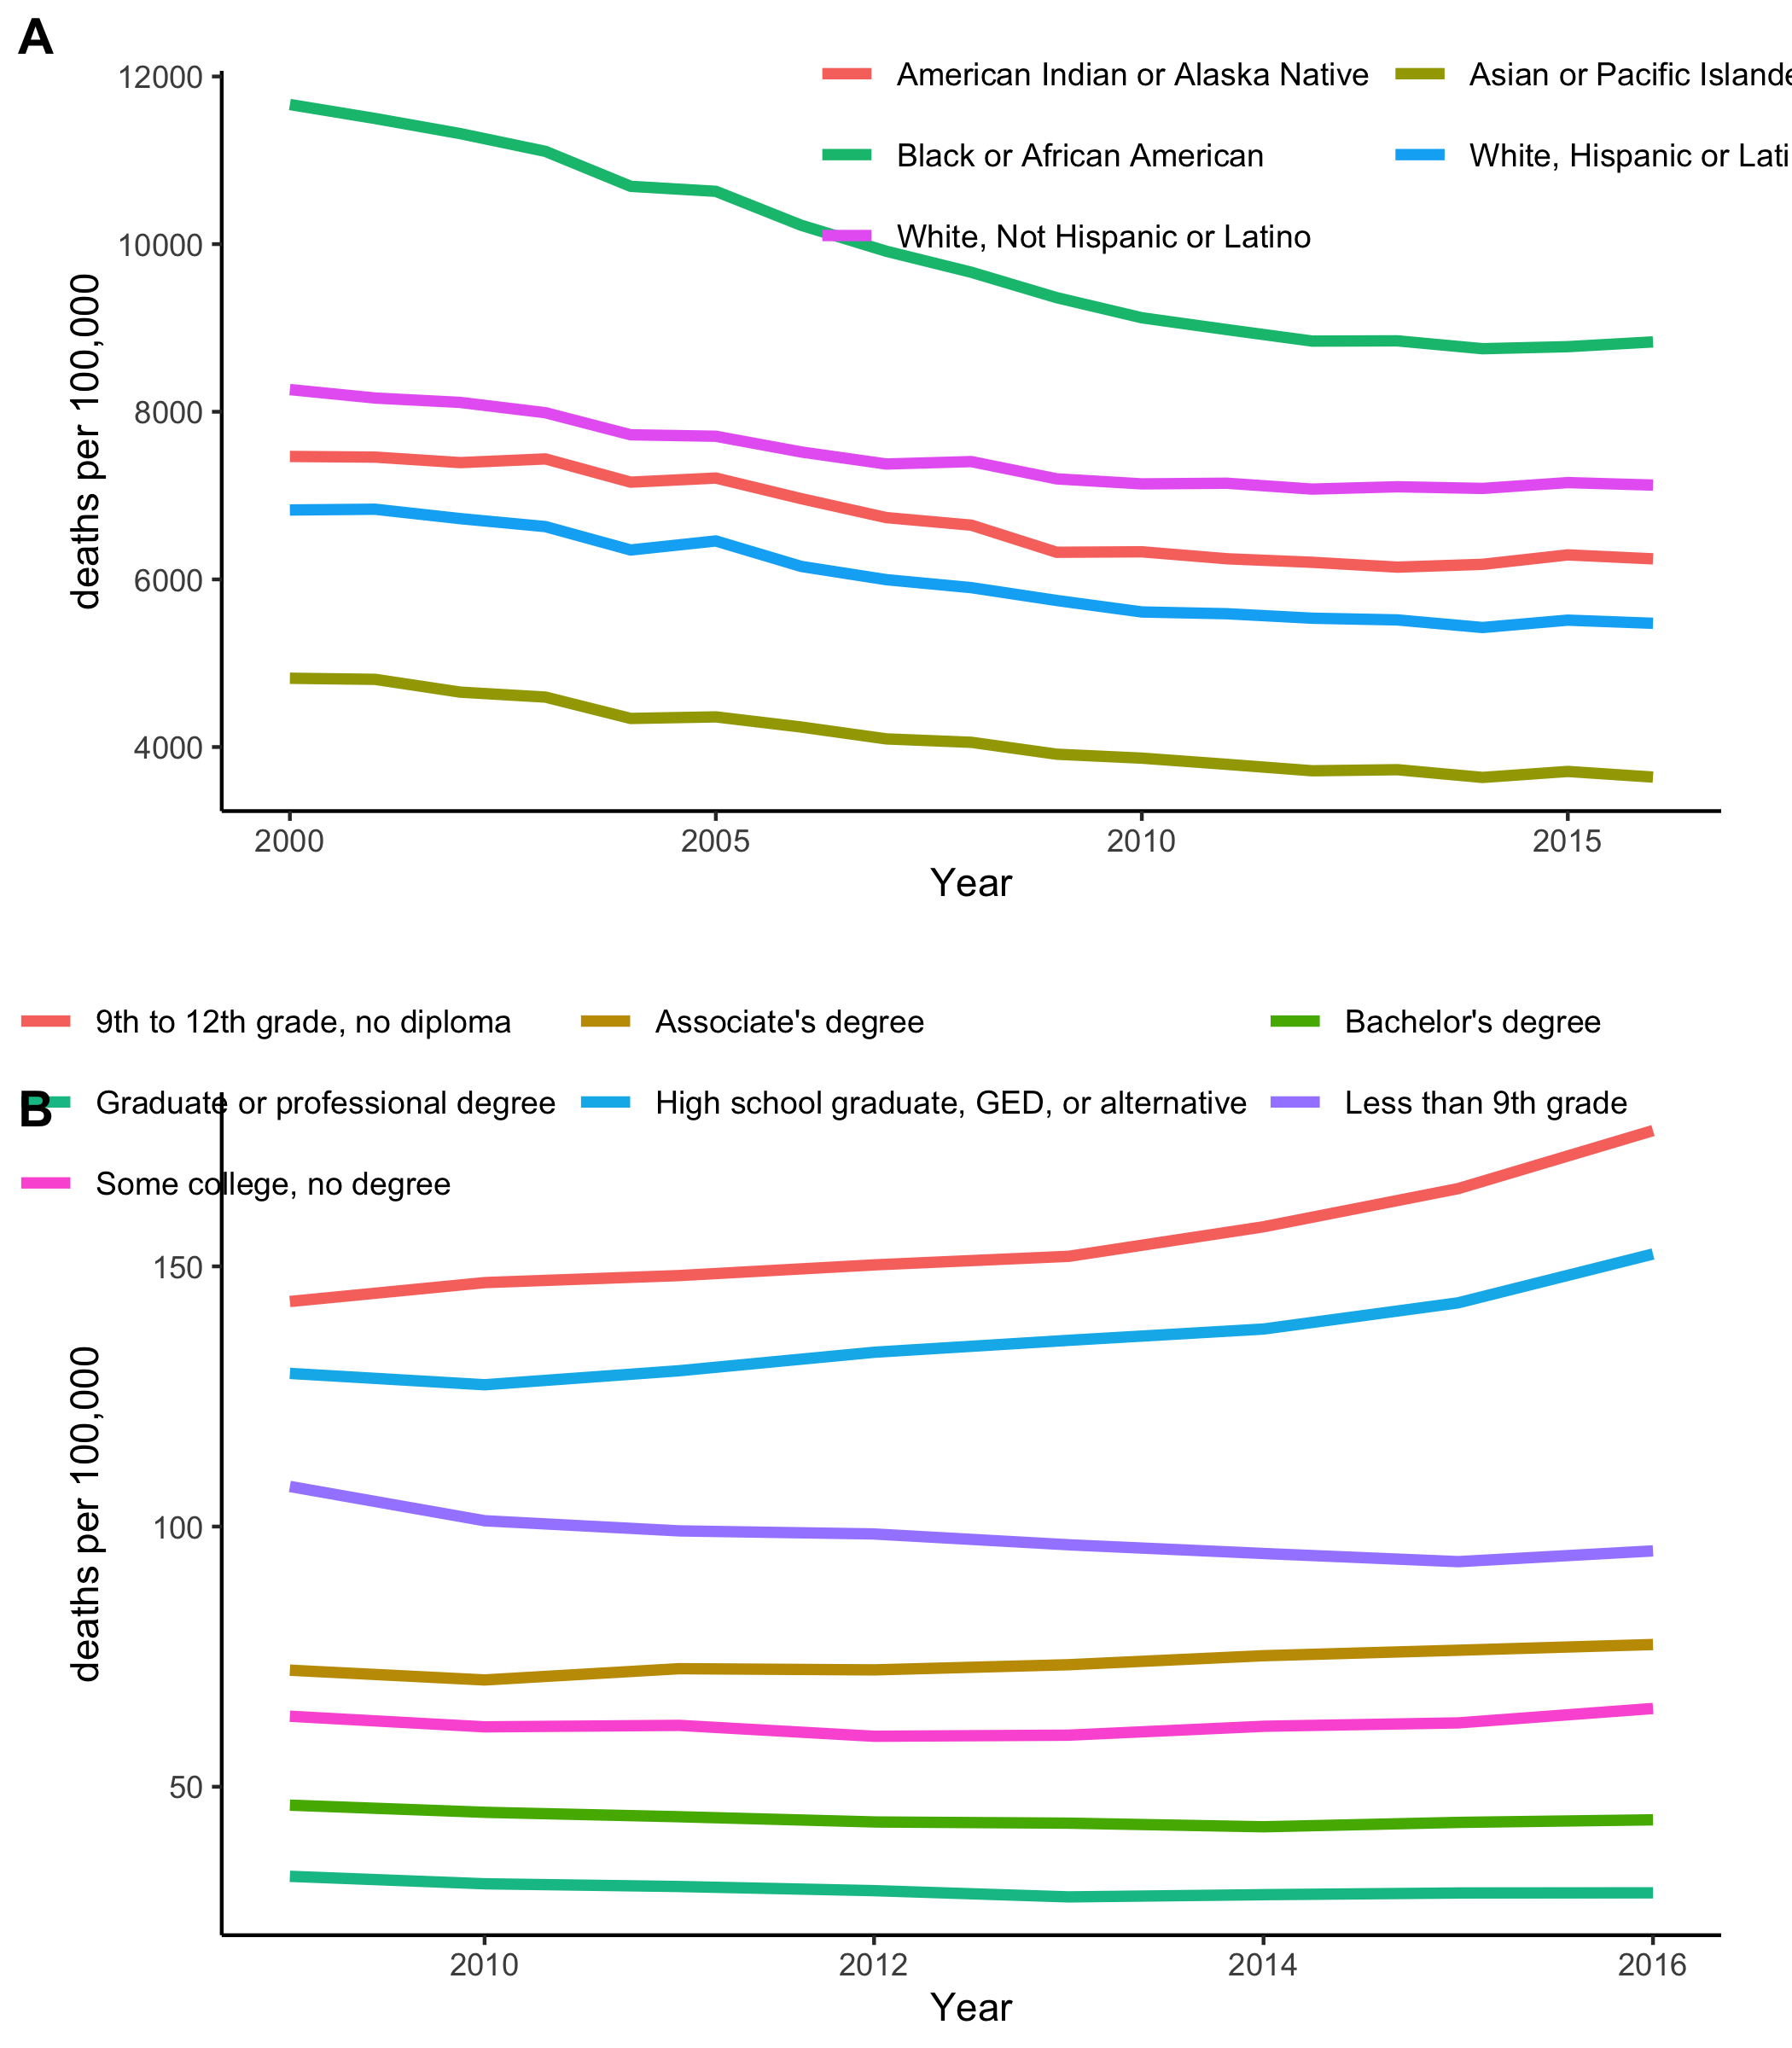 A
American Indian or Alaska Native
Asian or Pacific Islande
Black or African American
White, Hispanic or Lati
White, Not Hispanic or Latino
12000
10000
8000
6000
4000
deaths per 100,000
2000 2005 2010 2015
Year
9th to 12th grade, no diploma
Associate's degree
Bachelor's degree
B
Graduate or professional degree
High school graduate, GED, or alternative
Less than 9th grade
Some college, no degree
150
100
50
deaths per 100,000
2010 2012 2014 2016
Year